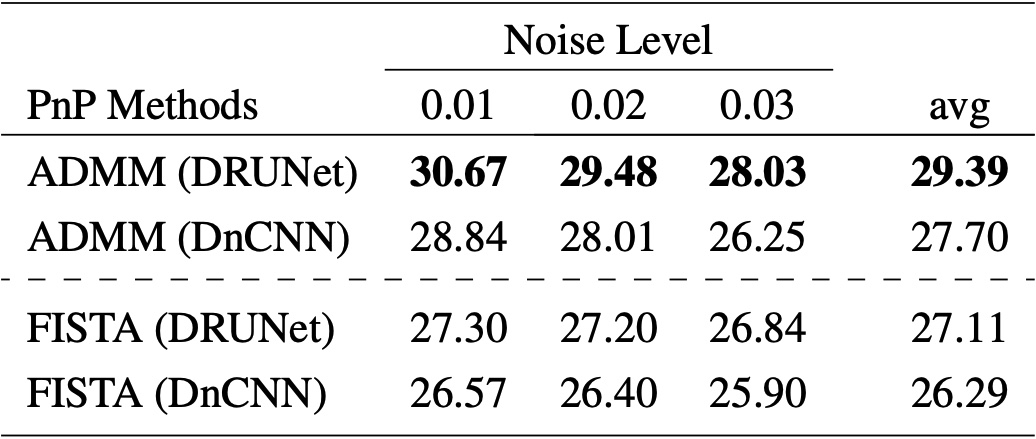 Noise Level
PnP Methods 0.01 0.02 0.03 avg
ADMM (DRUNet) 30.67 29.48 28.03 29.39
ADMM (DnCNN) 28.84 28.01 26.25 27.70
FISTA (DRUNet) 27.30 27.20 26.84 27.11
FISTA (DnCNN) 26.57 26.40 25.90 26.29